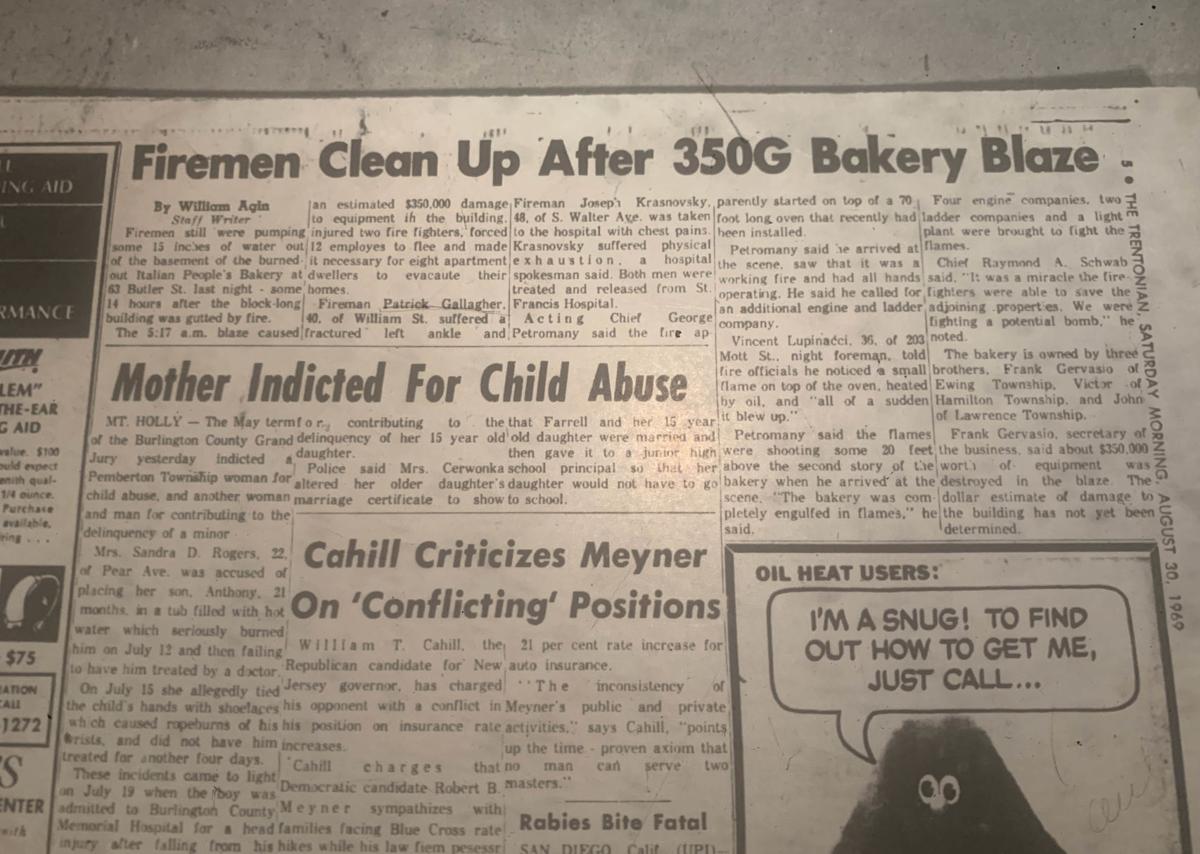 Firemen Clean Up After 350G Bakery Blaze
By William Agin
Staff Writer
Firemen still were pumping
some 15 inches of water out
of the basement of the burned-
out Italian People's Bakery at
63 Butler St. last night - some
14 hours after the block-long
building was gutted by fire.
The 5:17 a.m. blaze caused
an estimated $350,000 damage
to equipment in the building,
injured two fire fighters, forced
12 employes to flee and made
it necessary for eight apartment
dwellers to evacaute their
homes.
Fireman Patrick Gallagher,
40, of William St. suffered a
fractured left ankle and
Fireman Joseph Krasnovsky,
48, of S. Walter Ave. was taken
to the hospital with chest pains.
Krasnovsky suffered physical
exhaustion, a hospital
spokesman said. Both men were
treated and released from St.
Francis Hospital.
Acting Chief George
Petromany said the fire ap-
parently started on top of a 70
foot long oven that recently had
been installed.
Petromany said he arrived at
the scene, saw that it was a
working fire and had all hands
operating. He said he called for
an additional engine and ladder
company.
Vincent Lupinacci, 36, of 203
Mott St., night foreman, told
fire officials he noticed a small
flame on top of the oven, heated
by oil, and "all of a sudden
it blew up."
Petromany said the flames
were shooting some 20 feet
above the second story of the
bakery when he arrived at the
scene, "The bakery was com-
pletely engulfed in flames," he
said.
Four engine companies, two
ladder companies and a light
plant were brought to fight the
flames.
Chief Raymond A. Schwab
said, "It was a miracle the fire-
fighters were able to save the
adjoining properties. We were
fighting a potential bomb," he
noted.
The bakery is owned by three
brothers, Frank Gervasio of
Ewing Township, Victor of
Hamilton Township, and John
of Lawrence Township.
Frank Gervasio, secretary of
the business, said about $350,000
worth of equipment was
destroyed in the blaze. The
dollar estimate of damage to
the building has not yet been
determined.
5 • THE TRENTONIAN, SATURDAY MORNING, AUGUST 30, 1969
Mother Indicted For Child Abuse
MT. HOLLY — The May term
of the Burlington County Grand
Jury yesterday indicted a
Pemberton Township woman for
child abuse, and another woman
and man for contributing to the
delinquency of a minor
Mrs. Sandra D. Rogers, 22,
of Pear Ave. was accused of
placing her son, Anthony, 21
months, in a tub filled with hot
water which seriously burned
him on July 12 and then failing
to have him treated by a doctor.
On July 15 she allegedly tied
the child's hands with shoelaces
which caused ropeburns of his
wrists, and did not have him
treated for another four days.
These incidents came to light
on July 19 when the boy was
admitted to Burlington County
Memorial Hospital for a head
injury after falling from his
for contributing to the
delinquency of her 15 year old
daughter.
Police said Mrs. Cerwonka
altered her older daughter's
marriage certificate to show
that Farrell and her 15 year
old daughter were married and
then gave it to a junior high
school principal so that her
daughter would not have to go
to school.
Cahill Criticizes Meyner
On 'Conflicting' Positions
Willliam T. Cahill, the
Republican candidate for New
Jersey governor, has charged
his opponent with a conflict in
his position on insurance rate
increases.
Cahill charges that
Democratic candidate Robert B.
Meyner sympathizes with
families facing Blue Cross rate
hikes while his law fiem
21 per cent rate increase for
auto insurance.
"The inconsistency of
Meyner's public and private
activities," says Cahill, "points
up the time - proven axiom that
no man can serve two
masters."
Rabies Bite Fatal
SAN DIEGO, Calif. (UPI)-
OIL HEAT USERS:
I'M A SNUG! TO FIND
OUT HOW TO GET ME,
JUST CALL...
ING AID
RMANCE
LEM"
THE-EAR
G AID
value. $100
ould expect
enith qual-
1/4 ounce.
Purchase
available,
ring ...
$75
ATION
CALL
1272
S
ENTER
with